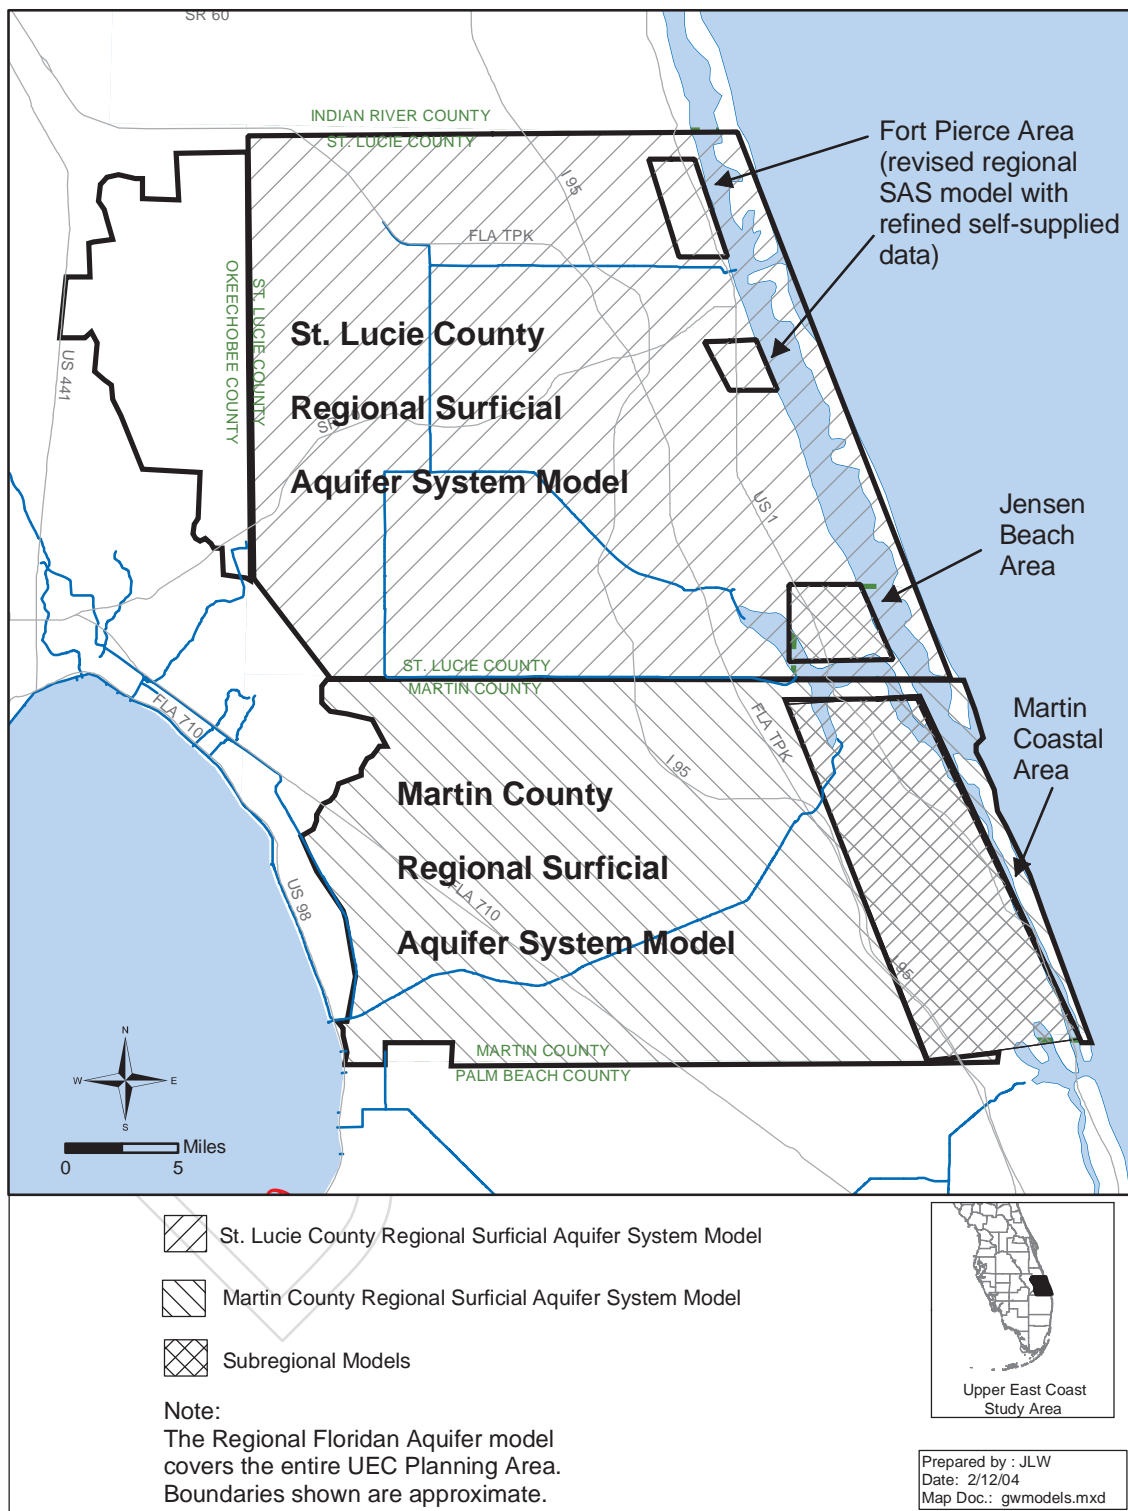 SR 60
INDIAN RIVER COUNTY
ST. LUCIE COUNTY
Fort Pierce Area
(revised regional
SAS model with
refined self-supplied
data)
I 95
FLA TPK
ST. LUCIE COUNTY
OKEECHOBEE COUNTY
US 441
St. Lucie County
Regional Surficial
Aquifer System Model
US 1
Jensen
Beach
Area
ST. LUCIE COUNTY
MARTIN COUNTY
FLA 710
FLA TPK
I 95
Martin
Coastal
Area
Martin County
Regional Surficial
Aquifer System Model
US 98
FLA 710
95
MARTIN COUNTY
PALM BEACH COUNTY
N
W
E
S
Miles
0
5
St. Lucie County Regional Surficial Aquifer System Model
Martin County Regional Surficial Aquifer System Model
Subregional Models
Note:
The Regional Floridan Aquifer model
covers the entire UEC Planning Area.
Boundaries shown are approximate.
Upper East Coast
Study Area
Prepared by : JLW
Date: 2/12/04
Map Doc.: gwmodels.mxd